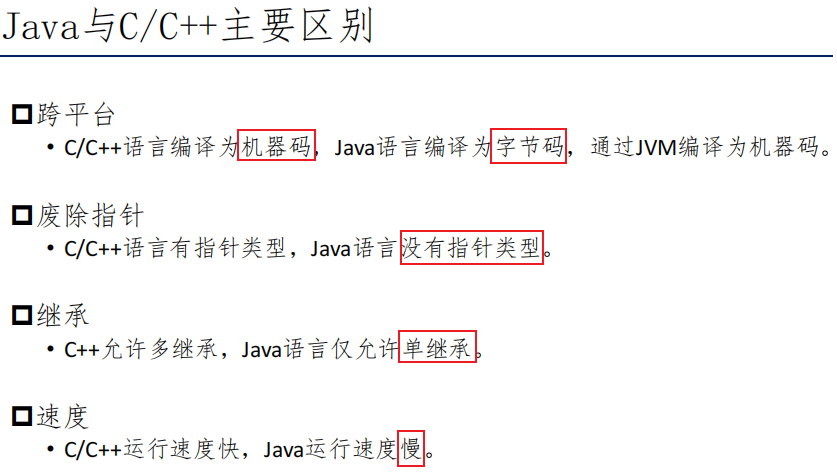 Java与C/C++主要区别
跨平台
• C/C++语言编译为机器码，Java语言编译为字节码，通过JVM编译为机器码。
废除指针
• C/C++语言有指针类型，Java语言没有指针类型。
继承
• C++允许多继承，Java语言仅允许单继承。
速度
• C/C++运行速度快，Java运行速度慢。